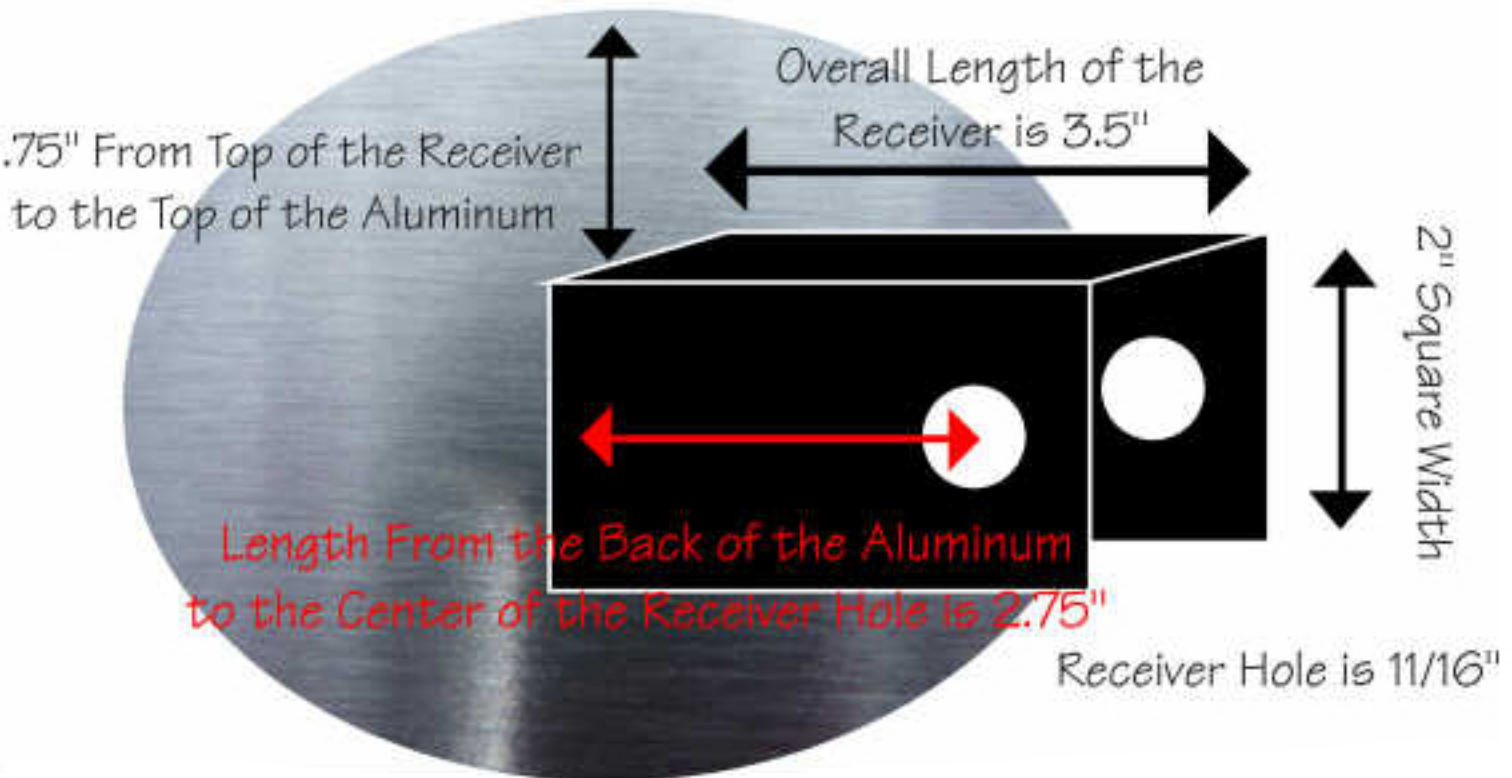 Overall Length of the
Receiver is 3.5"
.75" From Top of the Receiver
to the Top of the Aluminum
2" Square Width
Length From the Back of the Aluminum
to the Center of the Receiver Hole is 2.75"
Receiver Hole is 11/16"